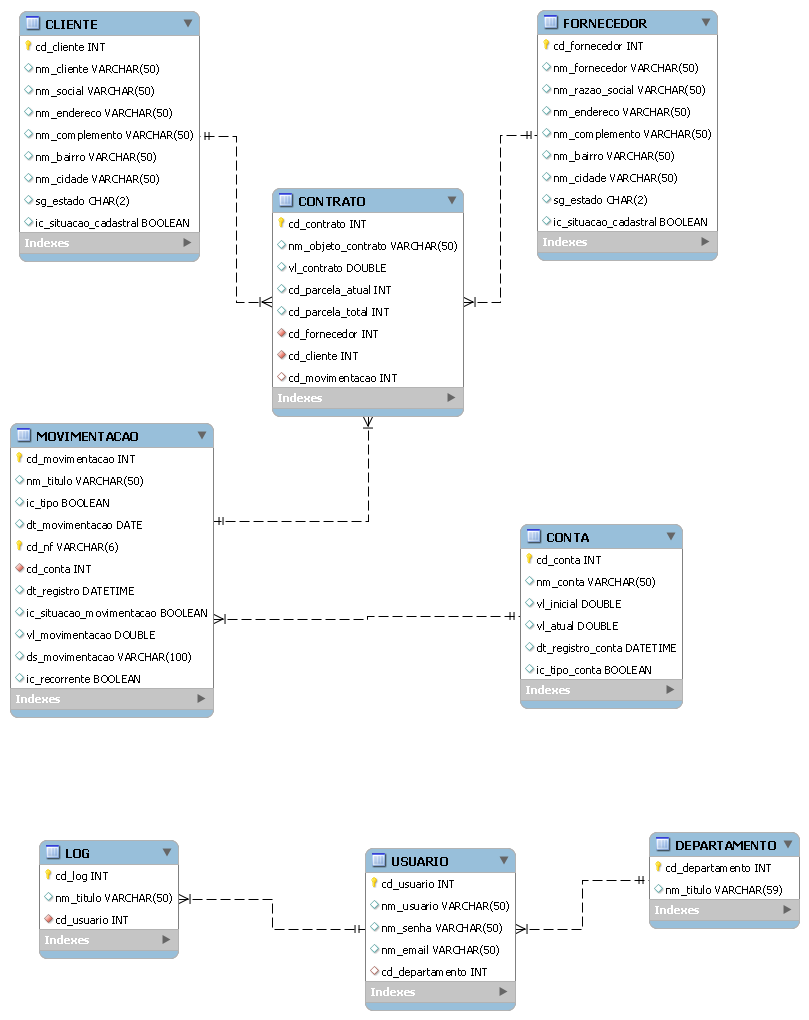 CLIENTE
cd_cliente INT
nm_cliente VARCHAR(50)
nm_social VARCHAR(50)
nm_endereco VARCHAR(50)
nm_complemento VARCHAR(50)
nm_bairro VARCHAR(50)
nm_cidade VARCHAR(50)
sg_estado CHAR(2)
ic_situacao_cadastral BOOLEAN
Indexes
FORNECEDOR
cd_fornecedor INT
nm_fornecedor VARCHAR(50)
nm_razao_social VARCHAR(50)
nm_endereco VARCHAR(50)
nm_complemento VARCHAR(50)
nm_bairro VARCHAR(50)
nm_cidade VARCHAR(50)
sg_estado CHAR(2)
ic_situacao_cadastral BOOLEAN
Indexes
CONTRATO
cd_contrato INT
nm_objeto_contrato VARCHAR(50)
vl_contrato DOUBLE
cd_parcela_atual INT
cd_parcela_total INT
cd_fornecedor INT
cd_cliente INT
cd_movimentacao INT
Indexes
MOVIMENTACAO
cd_movimentacao INT
nm_titulo VARCHAR(50)
ic_tipo BOOLEAN
dt_movimentacao DATE
cd_nf VARCHAR(6)
cd_conta INT
dt_registro DATETIME
ic_situacao_movimentacao BOOLEAN
vl_movimentacao DOUBLE
ds_movimentacao VARCHAR(100)
ic_recorrente BOOLEAN
Indexes
CONTA
cd_conta INT
nm_conta VARCHAR(50)
vl_inicial DOUBLE
vl_atual DOUBLE
dt_registro_conta DATETIME
ic_tipo_conta BOOLEAN
Indexes
LOG
cd_log INT
nm_titulo VARCHAR(50)
cd_usuario INT
Indexes
USUARIO
cd_usuario INT
nm_usuario VARCHAR(50)
nm_senha VARCHAR(50)
nm_email VARCHAR(50)
cd_departamento INT
Indexes
DEPARTAMENTO
cd_departamento INT
nm_titulo VARCHAR(59)
Indexes